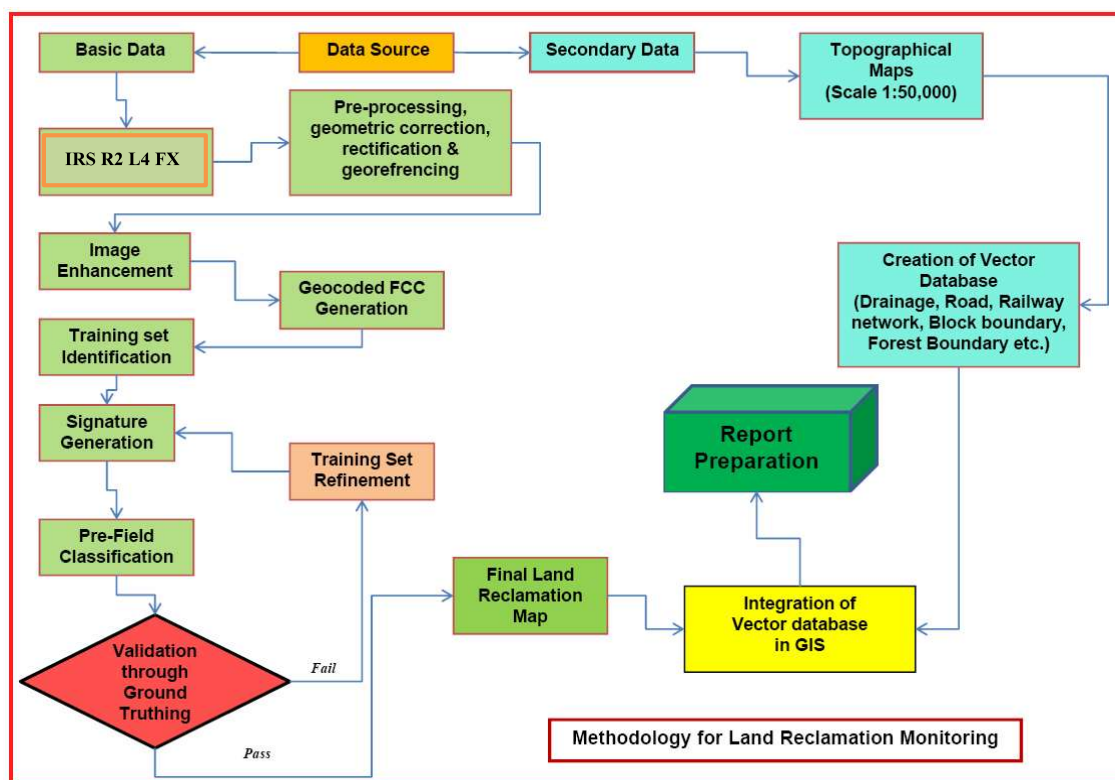 Basic Data
Data Source
Secondary Data
Topographical
Maps
(Scale 1:50,000)
IRS R2 L4 FX
Pre-processing,
geometric correction,
rectification &
georefrencing
Image
Enhancement
Geocoded FCC
Generation
Creation of Vector
Database
(Drainage, Road, Railway
network, Block boundary,
Forest Boundary etc.)
Training set
Identification
Signature
Generation
Training Set
Refinement
Report
Preparation
Pre-Field
Classification
Final Land
Reclamation
Map
Integration of
Vector database
in GIS
Validation
through
Ground
Truthing
Fail
Pass
Methodology for Land Reclamation Monitoring